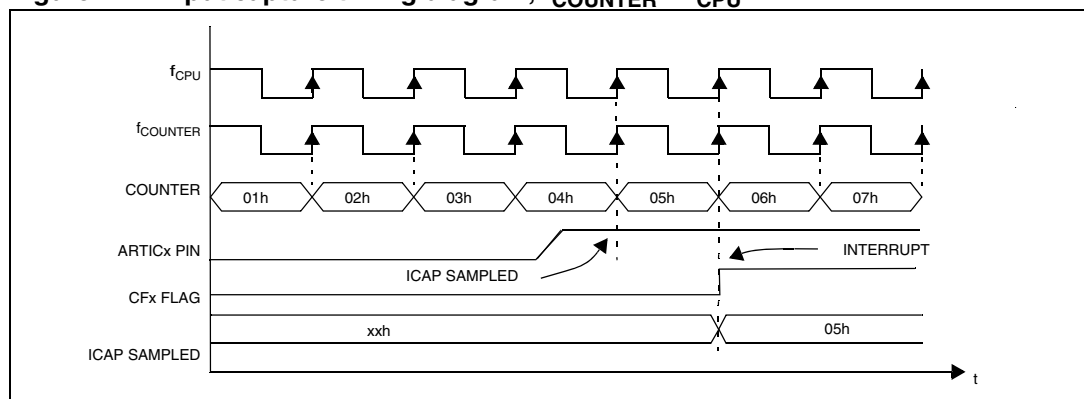 fCPU
fCOUNTER
COUNTER 01h 02h 03h 04h 05h 06h 07h
ARTICx PIN
INTERRUPT
ICAP SAMPLED
CFx FLAG
xxh 05h
ICAP SAMPLED
t